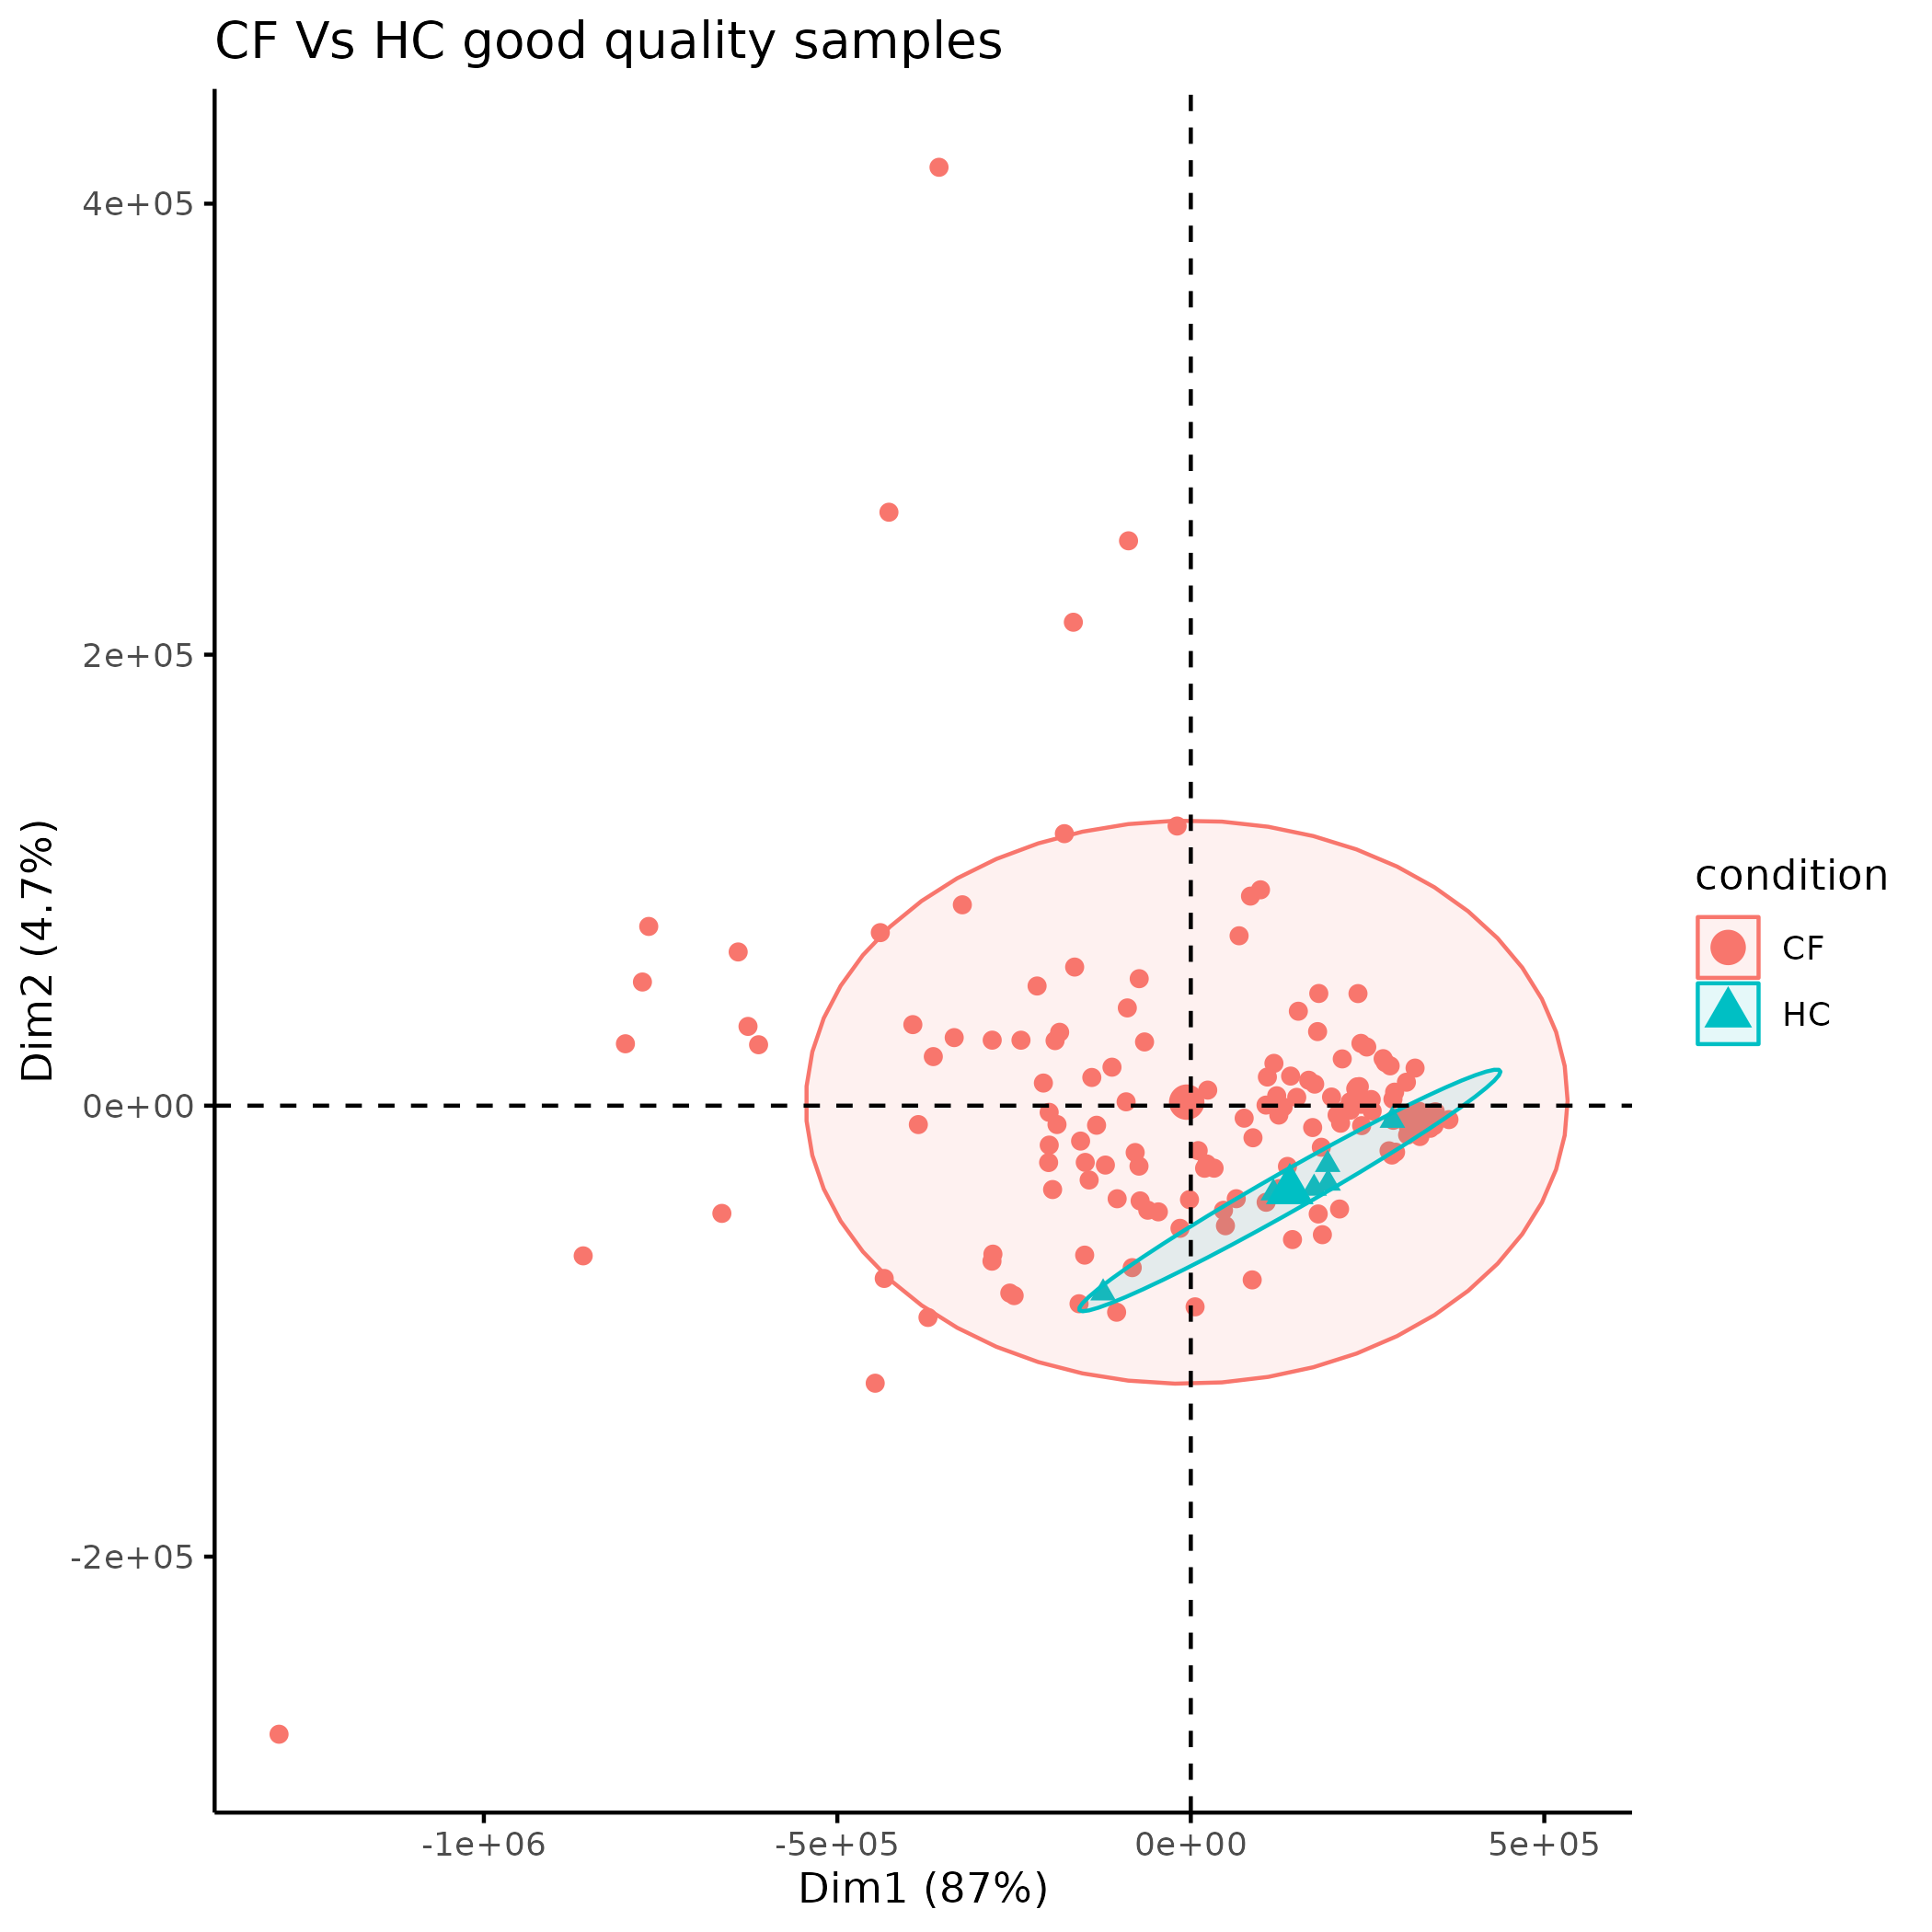 CF Vs HC good quality samples
4e+05
2e+05
0e+00
-2e+05
Dim2 (4.7%)
-1e+06
-5e+05
0e+00
5e+05
Dim1 (87%)
condition
CF
HC